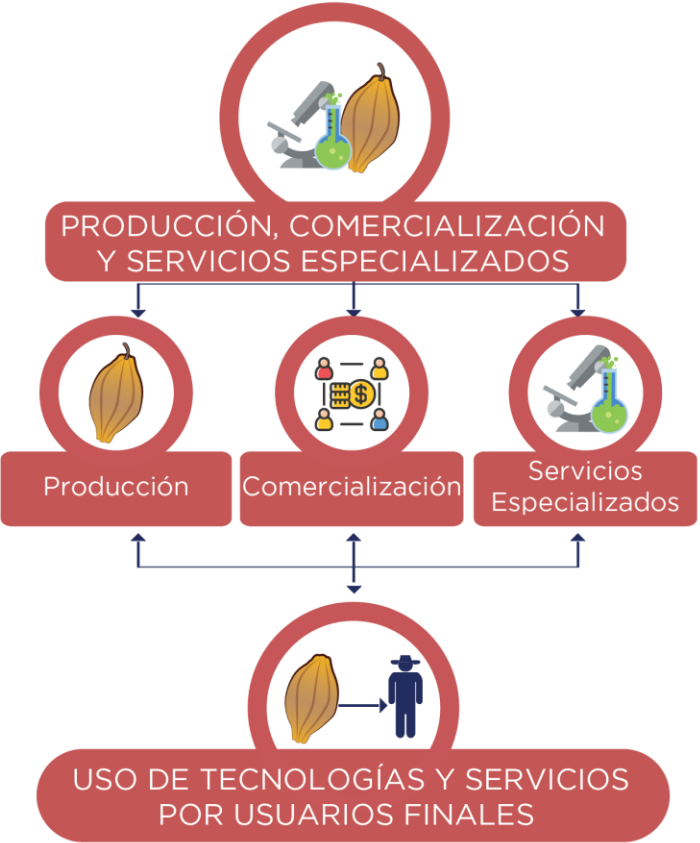 PRODUCCIÓN, COMERCIALIZACIÓN
Y SERVICIOS ESPECIALIZADOS
Producción
Comercialización
Servicios
Especializados
USO DE TECNOLOGÍAS Y SERVICIOS
POR USUARIOS FINALES